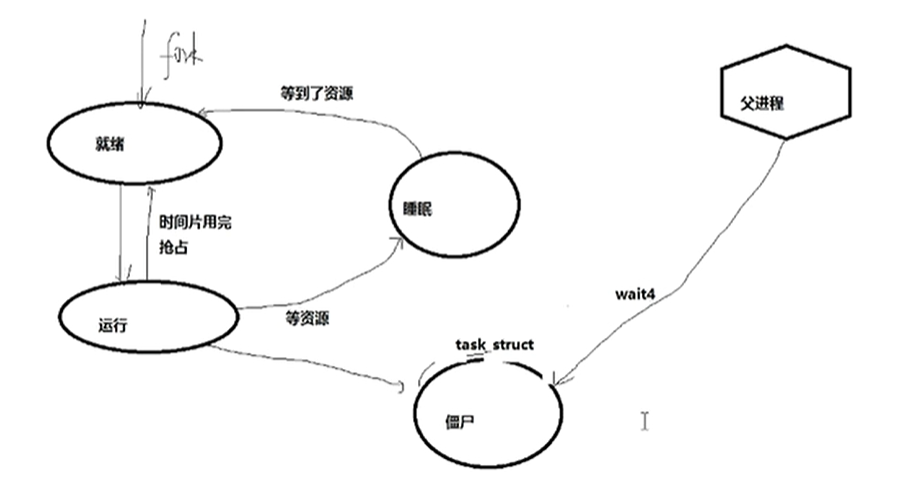 fork
等到了资源
父进程
就绪
睡眠
时间片用完
抢占
wait4
等资源
运行
task_struct
僵尸